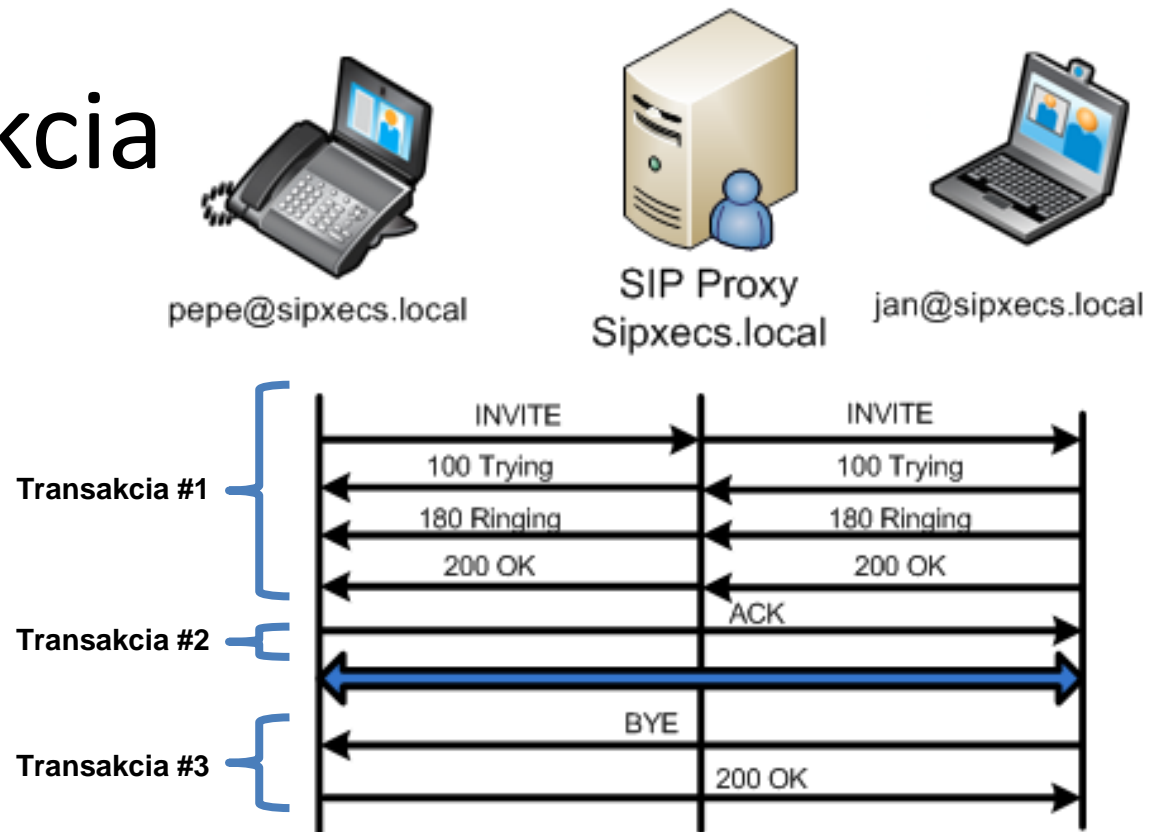 kcia
pepe@sipxecs.local
SIP Proxy
Sipxecs.local
jan@sipxecs.local
INVITE
INVITE
100 Trying
100 Trying
Transakcia #1
180 Ringing
180 Ringing
200 OK
200 OK
ACK
Transakcia #2
BYE
Transakcia #3
200 OK